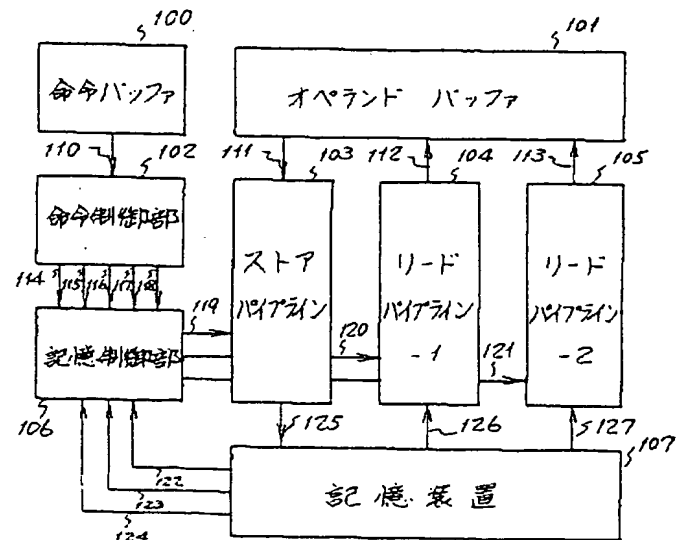 100
命令バッファ
101
オペランド バッファ
110
102
111
103
112
104
113
105
命令制御部
ストア
パイプライン
リード
パイプライン
-1
リード
パイプライン
-2
114
115
116
117
118
119
120
121
記憶制御部
106
125
126
127
107
122
123
124
記憶装置